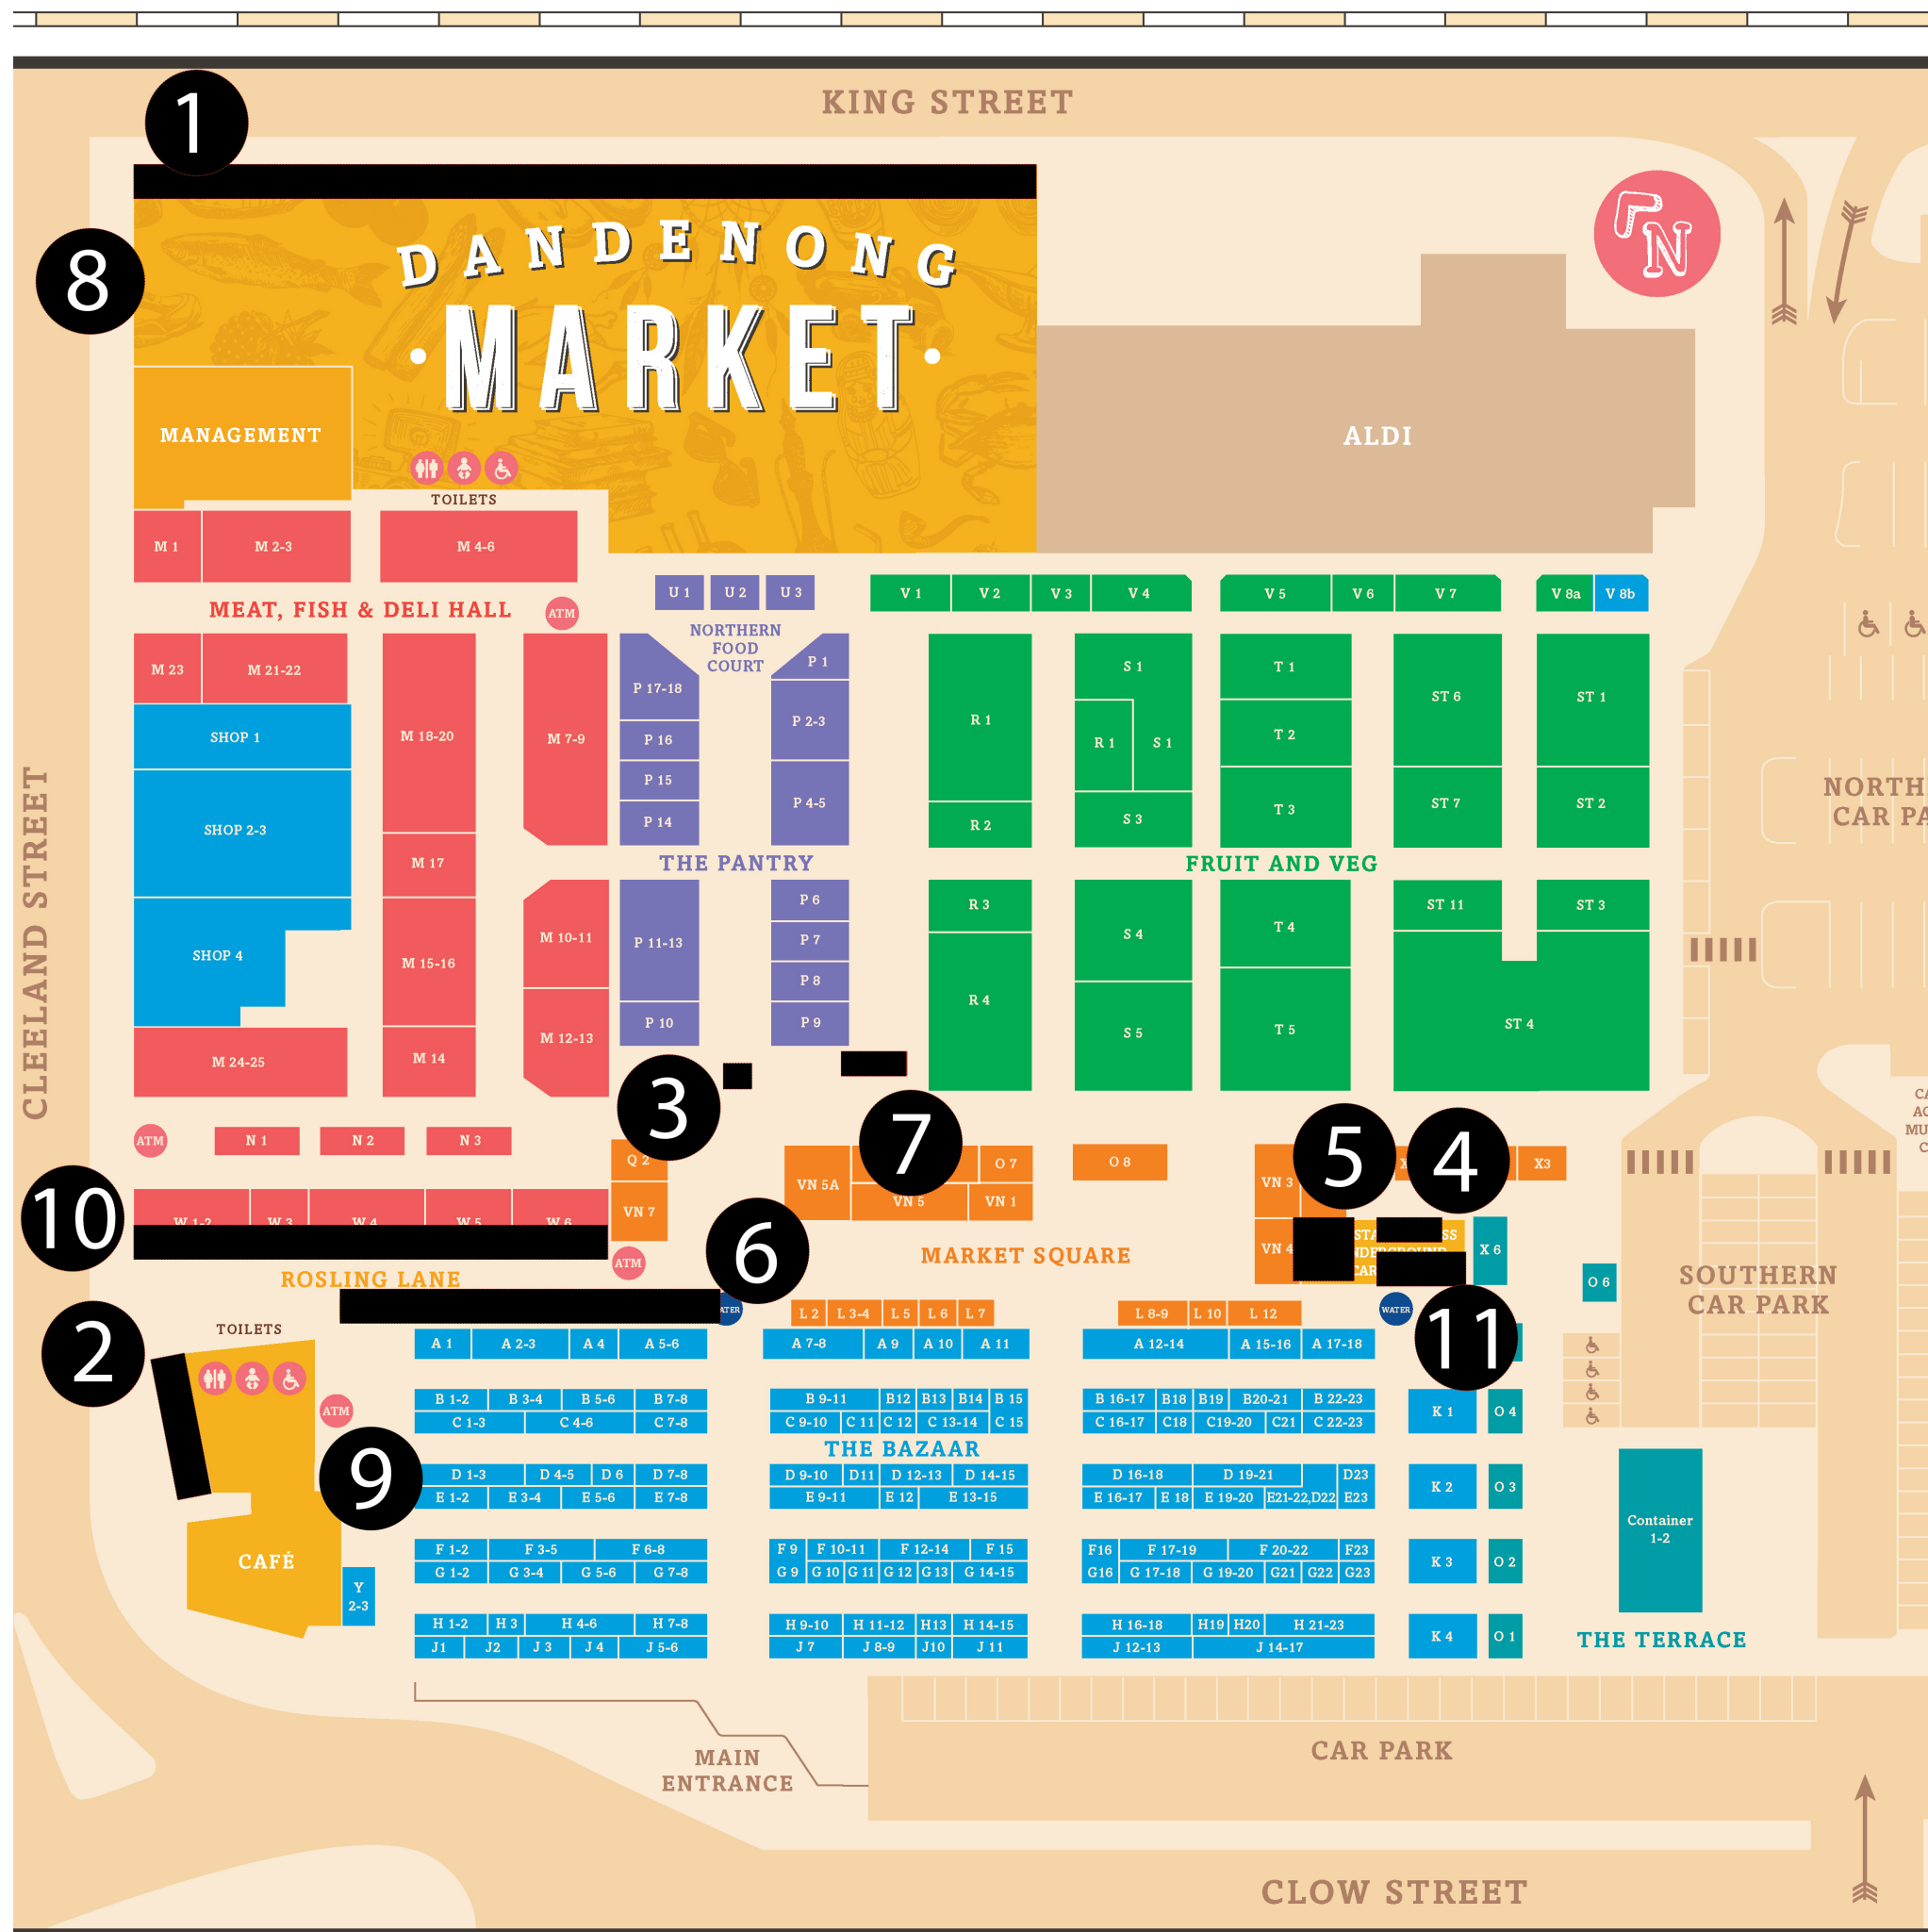 KING STREET
1
8
DANDENONG
MARKET
N
MANAGEMENT
TOILETS
ALDI
M 1
M 2-3
M 4-6
MEAT, FISH & DELI HALL
ATM
U 1
U 2
U 3
NORTHERN
FOOD
COURT
V 1
V 2
V 3
V 4
V 5
V 6
V 7
V 8a
V 8b
M 23
M 21-22
SHOP 1
SHOP 2-3
SHOP 4
M 24-25
M 18-20
M 17
M 15-16
M 14
M 7-9
M 10-11
M 12-13
P 17-18
P 16
P 15
P 14
P 1
P 2-3
P 4-5
THE PANTRY
P 11-13
P 10
P 6
P 7
P 8
P 9
R 1
R 2
S 1
R 1
S 1
S 3
T 1
T 2
T 3
ST 6
ST 7
ST 1
ST 2
FRUIT AND VEG
R 3
R 4
S 4
S 5
T 4
T 5
ST 11
ST 3
ST 4
CLEELAND STREET
3
7
5
4
ATM
N 1
N 2
N 3
Q 2
VN 7
VN 5A
O 7
VN 5
VN 1
O 8
VN 3
VN 4
X3
X 6
10
W 1-2
W 3
W 4
W 5
W 6
ATM
6
ROSLING LANE
MARKET SQUARE
WATER
11
O 6
SOUTHERN
CAR PARK
2
TOILETS
ATM
9
CAFÉ
Y
2-3
L 2
L 3-4
L 5
L 6
L 7
L 8-9
L 10
L 12
A 1
A 2-3
A 4
A 5-6
A 7-8
A 9
A 10
A 11
A 12-14
A 15-16
A 17-18
B 1-2
B 3-4
B 5-6
B 7-8
B 9-11
B12
B13
B14
B 15
B 16-17
B18
B19
B20-21
B 22-23
C 1-3
C 4-6
C 7-8
C 9-10
C 11
C 12
C 13-14
C 15
C 16-17
C18
C19-20
C21
C 22-23
K 1
O 4
THE BAZAAR
D 1-3
D 4-5
D 6
D 7-8
D 9-10
D11
D 12-13
D 14-15
D 16-18
D 19-21
D23
E 1-2
E 3-4
E 5-6
E 7-8
E 9-11
E 12
E 13-15
E 16-17
E 18
E 19-20
E21-22,D22
E23
K 2
O 3
Container
1-2
F 1-2
F 3-5
F 6-8
F 9
F 10-11
F 12-14
F 15
F16
F 17-19
F 20-22
F23
G 1-2
G 3-4
G 5-6
G 7-8
G 9
G 10
G 11
G 12
G 13
G 14-15
G16
G 17-18
G 19-20
G21
G22
G23
K 3
O 2
H 1-2
H 3
H 4-6
H 7-8
H 9-10
H 11-12
H13
H 14-15
H 16-18
H19
H20
H 21-23
J1
J2
J 3
J 4
J 5-6
J 7
J 8-9
J10
J 11
J 12-13
J 14-17
K 4
O 1
THE TERRACE
MAIN
ENTRANCE
CAR PARK
CLOW STREET